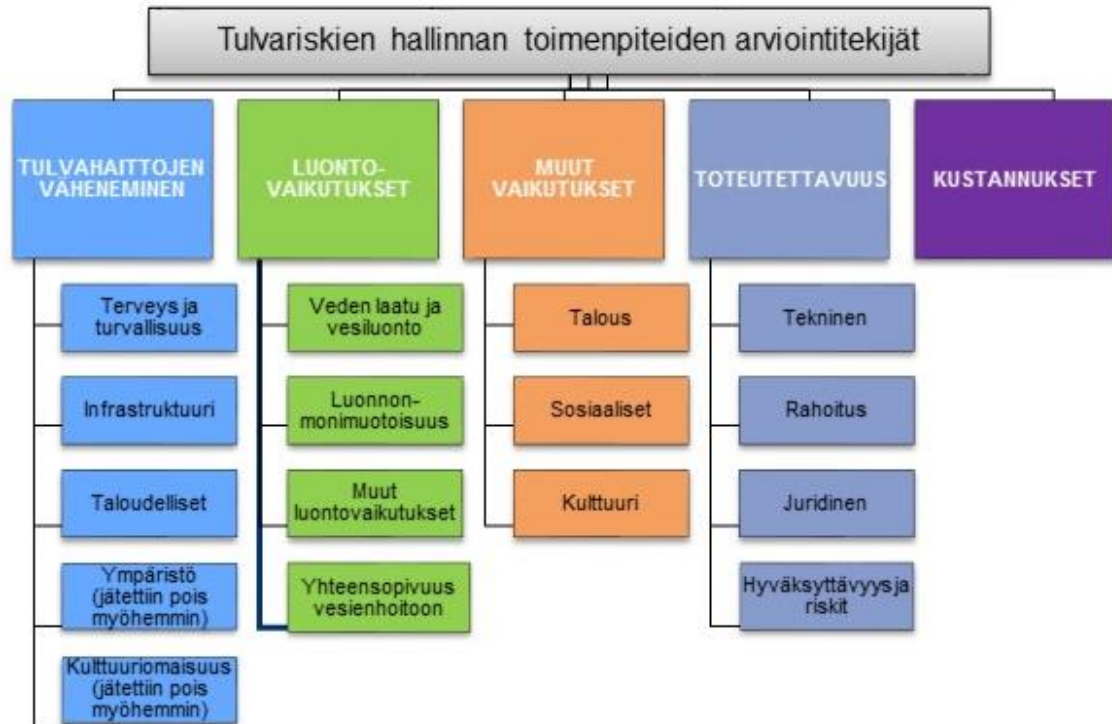 Tulvariskien hallinnan toimenpiteiden arviointitekijät
TULVAHAITTOJEN
VÄHENEMINEN
LUONTO-
VAIKUTUKSET
MUUT
VAIKUTUKSET
TOTEUTETTAVUUS
KUSTANNUKSET
Terveys ja
turvallisuus
Infrastruktuuri
Taloudelliset
Ympäristö
(jätettiin pois
myöhemmin)
Kulttuuriomaisuus
(jätettiin pois
myöhemmin)
Veden laatu ja
vesiluonto
Luonnon-
monimuotoisuus
Muut
luontovaikutukset
Yhteensopivuus
vesienhoitoon
Talous
Sosiaaliset
Kulttuuri
Tekninen
Rahoitus
Juridinen
Hyväksyttävyys ja
riskit